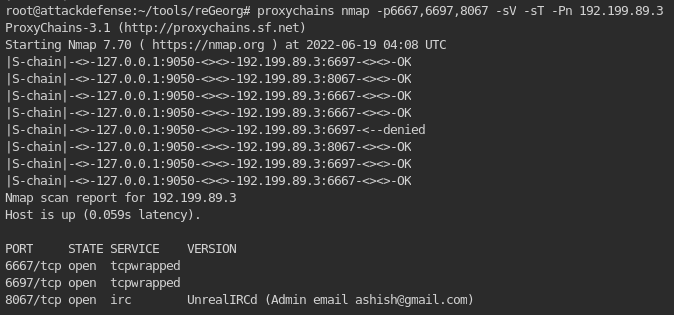 root@attackdefense:~/tools/reGeorg# proxychains nmap -p6667,6697,8067 -sV -sT -Pn 192.199.89.3
ProxyChains-3.1 (http://proxychains.sf.net)
Starting Nmap 7.70 ( https://nmap.org ) at 2022-06-19 04:08 UTC
|S-chain|-<>-127.0.0.1:9050-<><>-192.199.89.3:6697-<><>-OK
|S-chain|-<>-127.0.0.1:9050-<><>-192.199.89.3:8067-<><>-OK
|S-chain|-<>-127.0.0.1:9050-<><>-192.199.89.3:6697-<><>-OK
|S-chain|-<>-127.0.0.1:9050-<><>-192.199.89.3:6667-<><>-OK
|S-chain|-<>-127.0.0.1:9050-<><>-192.199.89.3:6697-<--denied
|S-chain|-<>-127.0.0.1:9050-<><>-192.199.89.3:8067-<><>-OK
|S-chain|-<>-127.0.0.1:9050-<><>-192.199.89.3:6697-<><>-OK
|S-chain|-<>-127.0.0.1:9050-<><>-192.199.89.3:6667-<><>-OK
Nmap scan report for 192.199.89.3
Host is up (0.059s latency).

PORT     STATE SERVICE    VERSION
6667/tcp open  tcpwrapped
6697/tcp open  tcpwrapped
8067/tcp open  irc        UnrealIRCd (Admin email ashish@gmail.com)